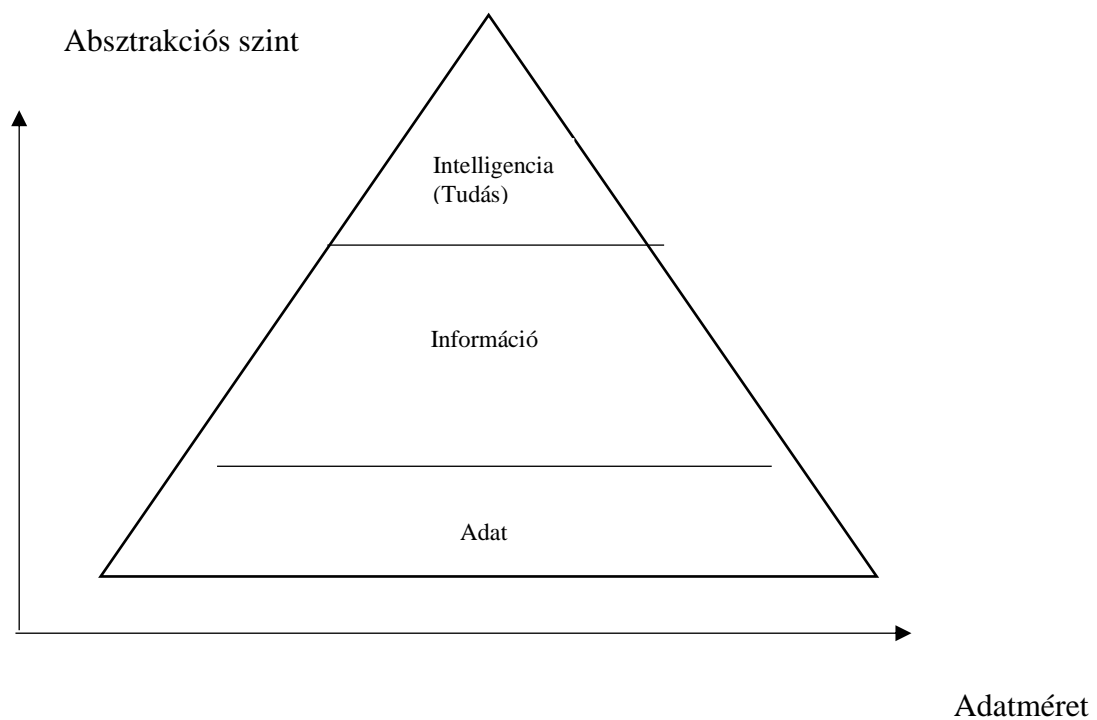 Absztrakciós szint
Intelligencia
(Tudás)
Információ
Adat
Adatméret